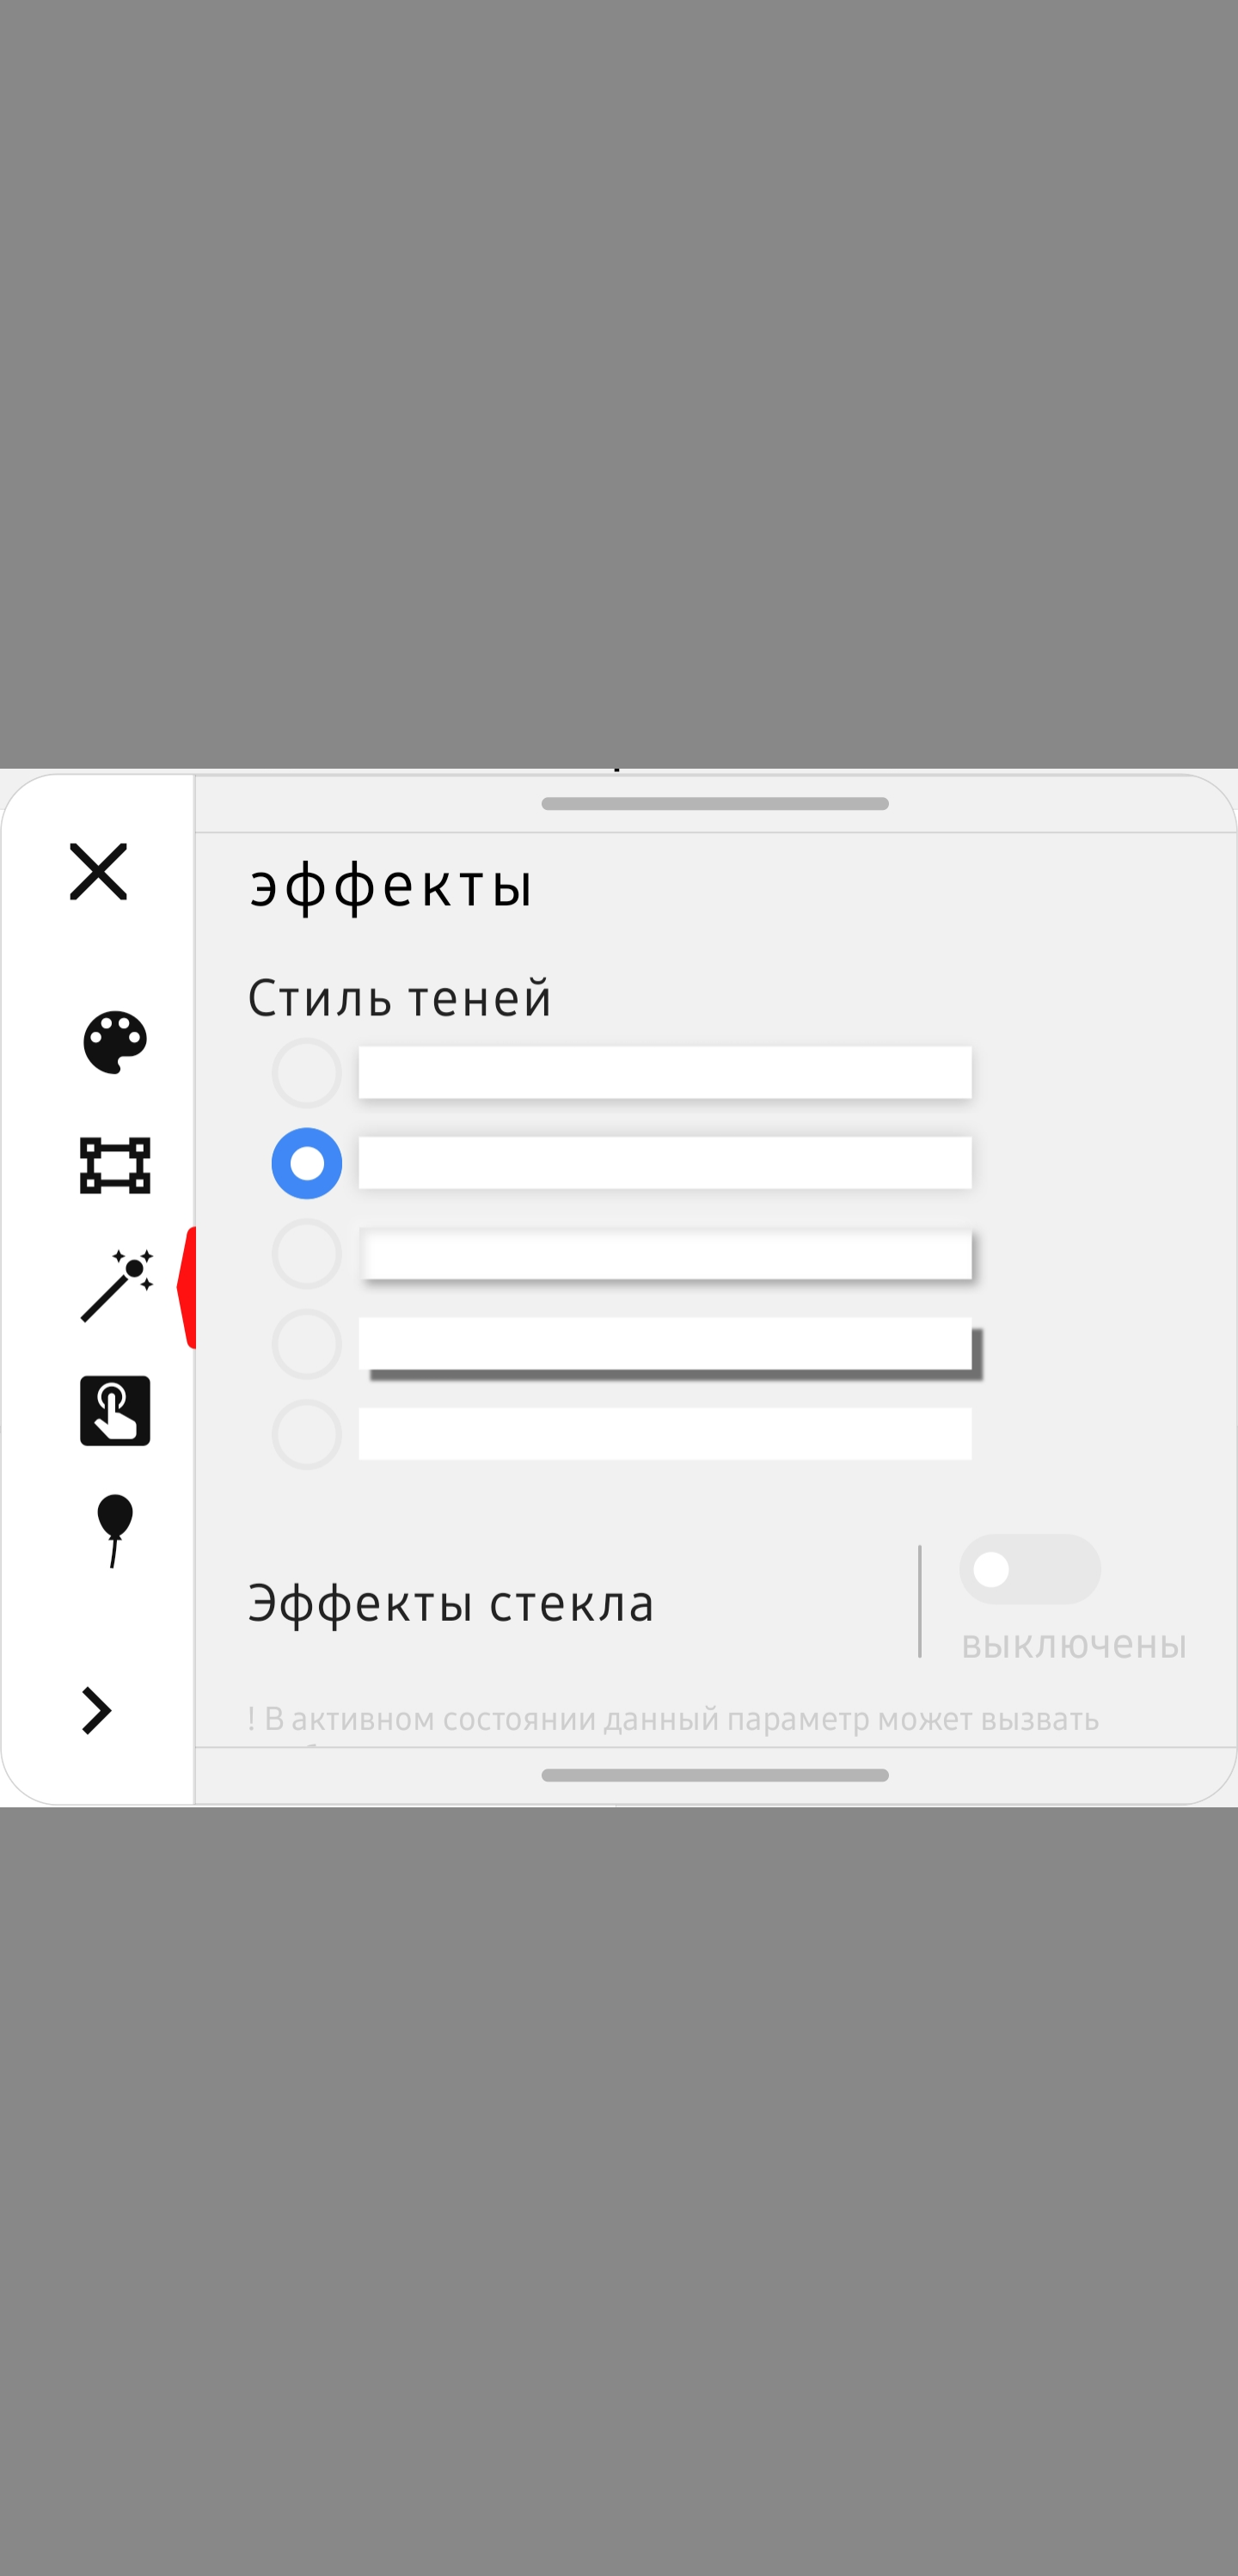 эффекты
Стиль теней
Эффекты стекла
выключены
! В активном состоянии данный параметр может вызвать